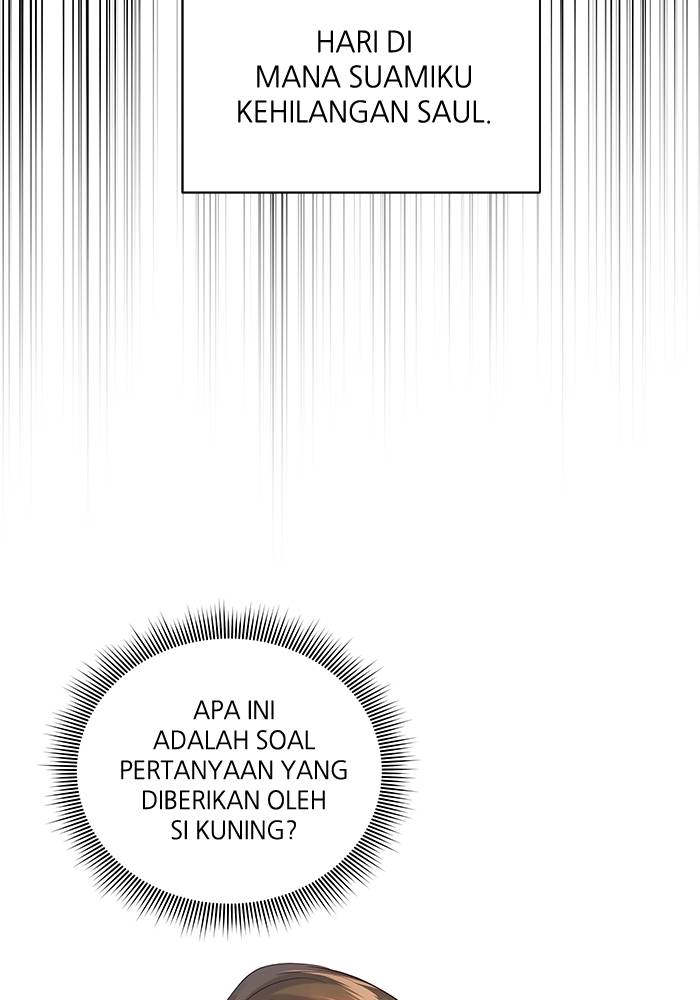 HARI DI
MANA SUAMIKU
KEHILANGAN SAUL.
APA INI
ADALAH SOAL
PERTANYAAN YANG
DIBERIKAN OLEH
SI KUNING?